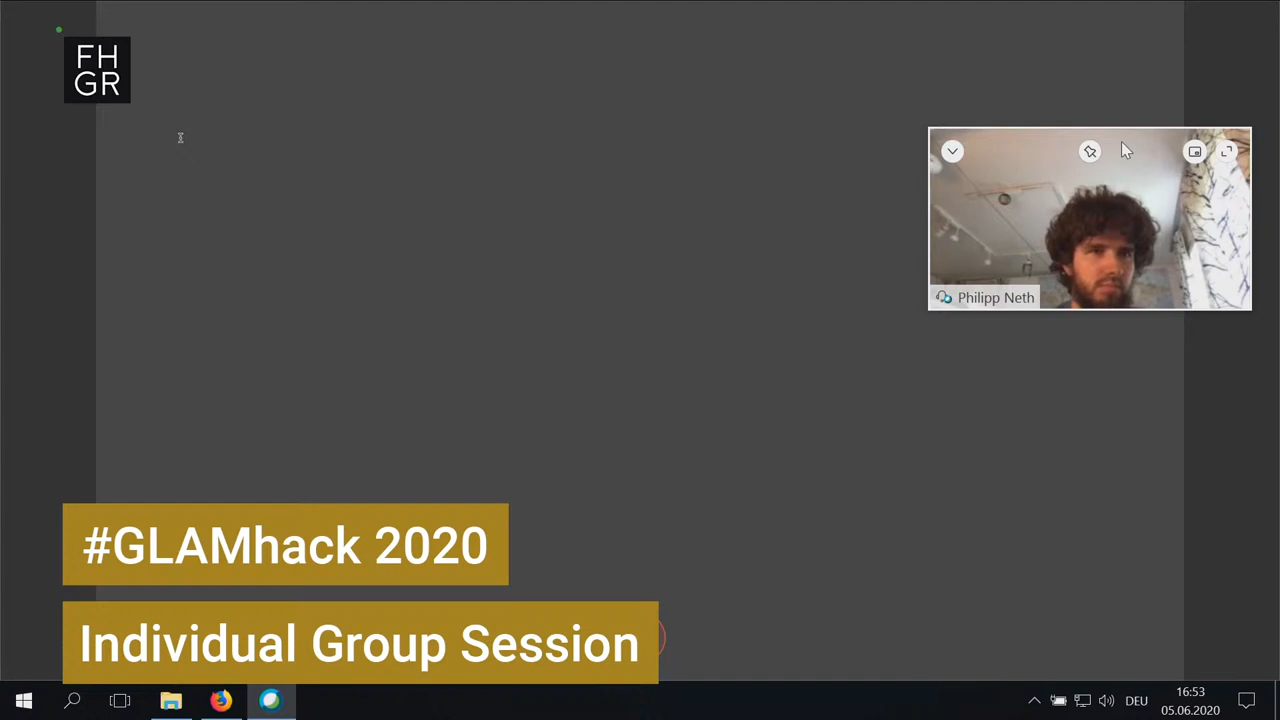 FH
GR
Philipp Neth
#GLAMhack 2020
Individual Group Session
DEU
16:53
05.06.2020